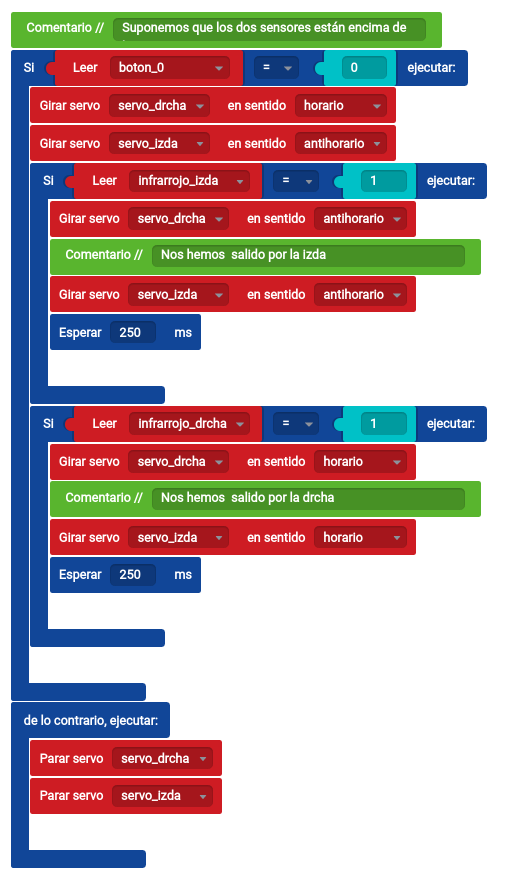 Comentario // Suponemos que los dos sensores están encima de
Si Leer boton_0 = 0 ejecutar:
Girar servo servo_drcha en sentido horario
Girar servo servo_izda en sentido antihorario
Si Leer infrarrojo_izda = 1 ejecutar:
Girar servo servo_drcha en sentido antihorario
Comentario // Nos hemos salido por la izda
Girar servo servo_izda en sentido antihorario
Esperar 250 ms
Si Leer infrarrojo_drcha = 1 ejecutar:
Girar servo servo_drcha en sentido horario
Comentario // Nos hemos salido por la drcha
Girar servo servo_izda en sentido horario
Esperar 250 ms
de lo contrario, ejecutar:
Parar servo servo_drcha
Parar servo servo_izda